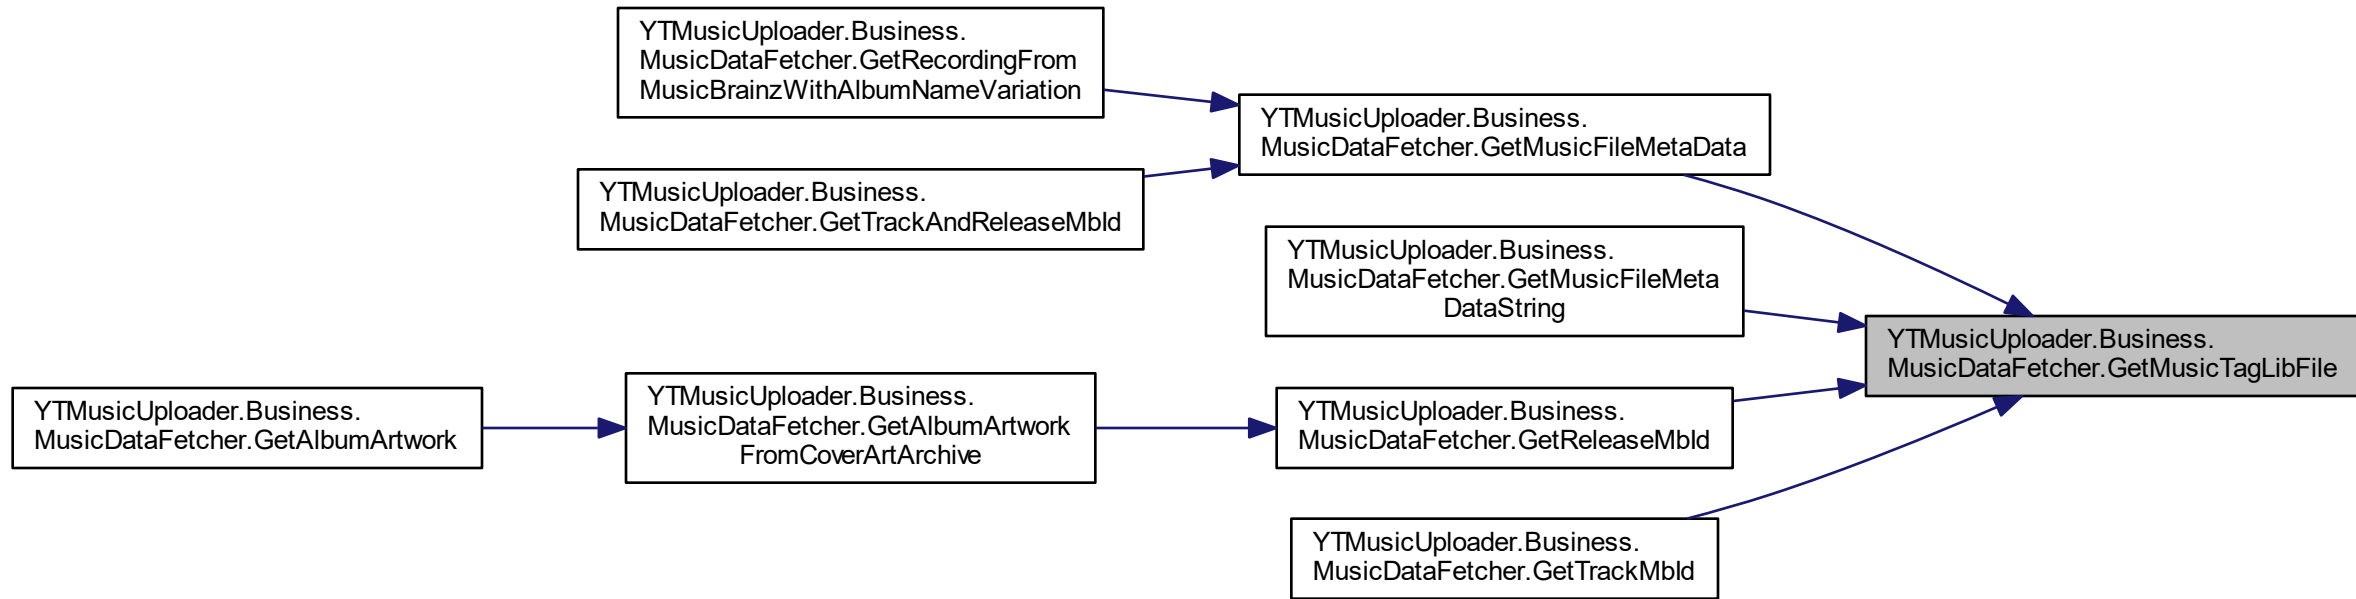 YTMusicUploader.Business.
MusicDataFetcher.GetRecordingFrom
MusicBrainzWithAlbumNameVariation
YTMusicUploader.Business.
MusicDataFetcher.GetMusicFileMetaData
YTMusicUploader.Business.
MusicDataFetcher.GetTrackAndReleaseMbId
YTMusicUploader.Business.
MusicDataFetcher.GetMusicFileMeta
DataString
YTMusicUploader.Business.
MusicDataFetcher.GetMusicTagLibFile
YTMusicUploader.Business.
MusicDataFetcher.GetAlbumArtwork
YTMusicUploader.Business.
MusicDataFetcher.GetAlbumArtwork
FromCoverArtArchive
YTMusicUploader.Business.
MusicDataFetcher.GetReleaseMbId
YTMusicUploader.Business.
MusicDataFetcher.GetTrackMbId